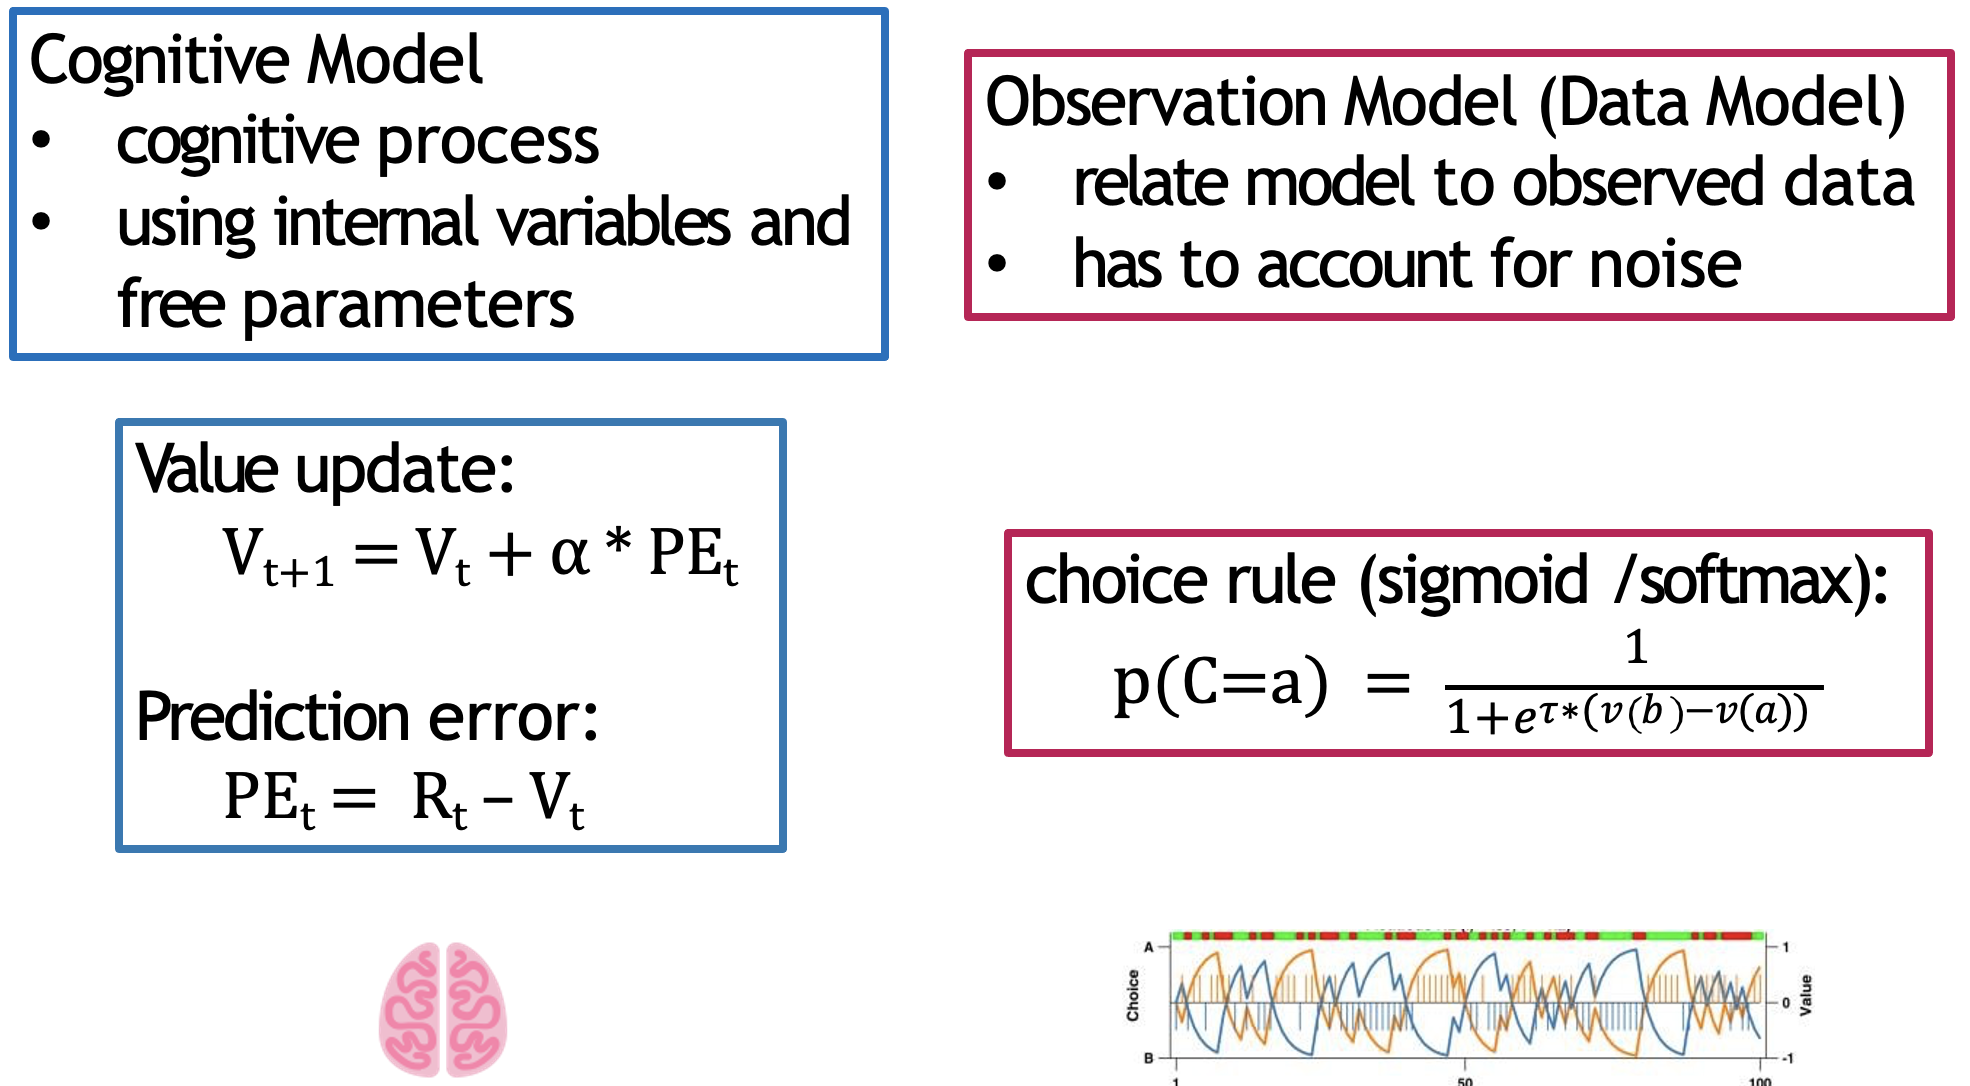 Cognitive Model
• cognitive process
• using internal variables and
free parameters
Observation Model (Data Model)
• relate model to observed data
• has to account for noise
Value update:
V_{t+1} = V_t + α * PE_t
Prediction error:
PE_t = R_t – V_t
choice rule (sigmoid /softmax):
p(C=a) = \frac{1}{1+e^{τ*(v(b)−v(a))}}
A
B
Choice
1
0
-1
Value
1 50 100